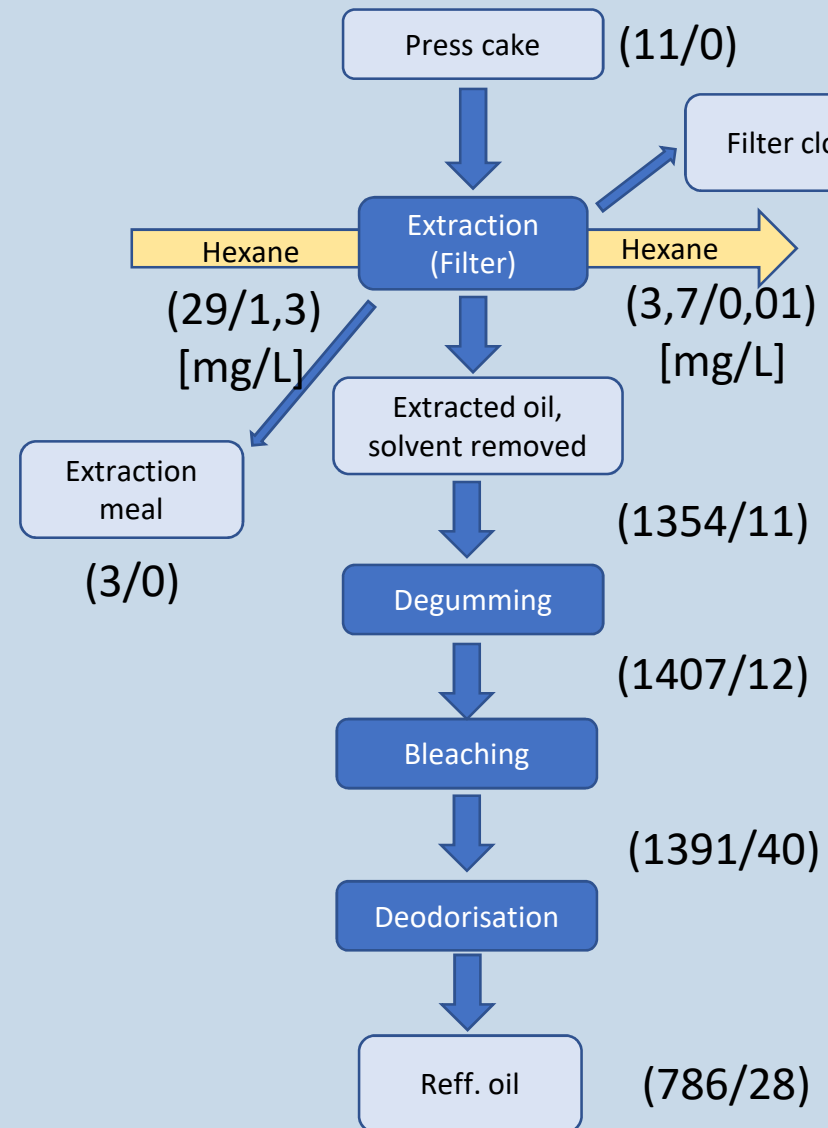 Press cake
(11/0)
Filter
Extraction
(Filter)
Hexane
Hexane
(29/1,3)
[mg/L]
(3,7/0,01)
[mg/L]
Extracted oil,
solvent removed
Extraction
meal
(3/0)
(1354/11)
Degumming
(1407/12)
Bleaching
(1391/40)
Deodorisation
Reff. oil
(786/28)